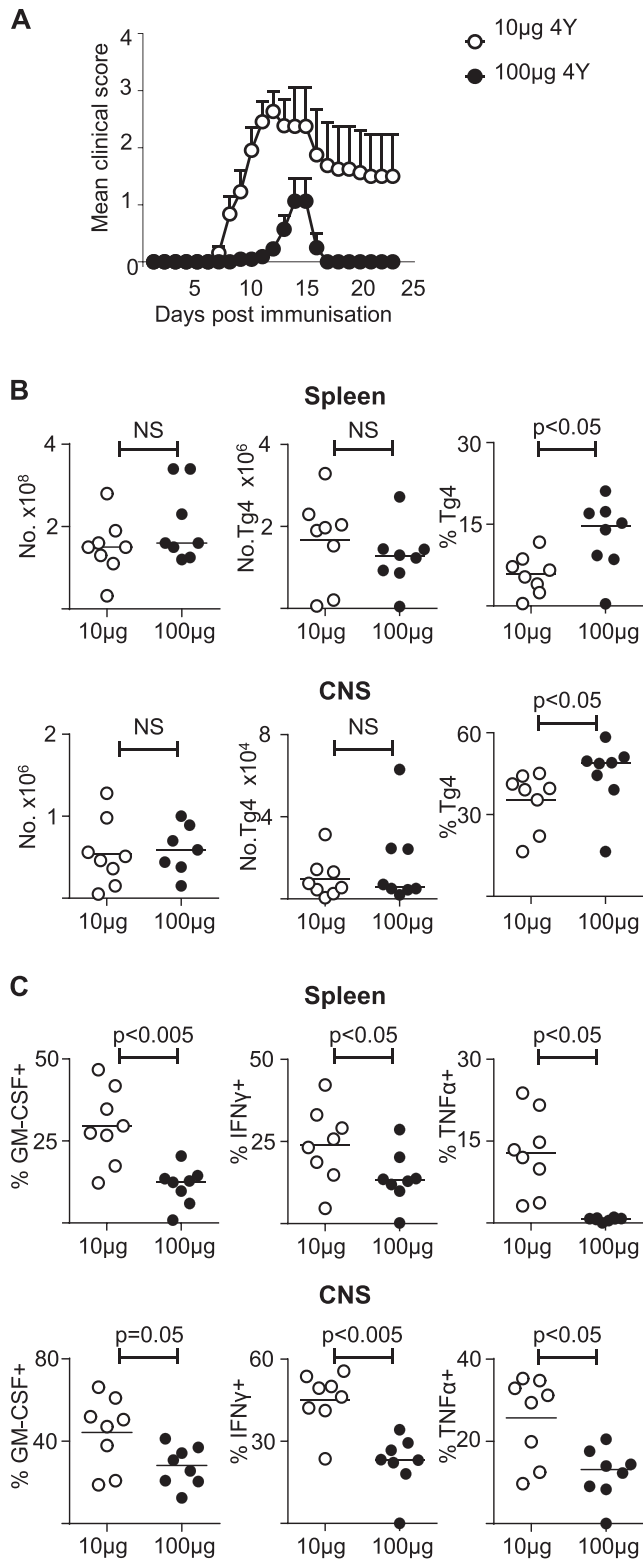 A
10µg 4Y
100µg 4Y
Mean clinical score
4
3
2
1
0
5 10 15 20 25
Days post immunisation
B
Spleen
NS NS p<0.05
No. x10⁸
4
2
No.Tg4 x10⁶
4
2
% Tg4
30
15
10µg 100µg 10µg 100µg 10µg 100µg
CNS
NS NS p<0.05
No. x10⁶
2
1
No.Tg4 x10⁴
8
4
% Tg4
60
30
10µg 100µg 10µg 100µg 10µg 100µg
C
Spleen
p<0.005 p<0.05 p<0.05
% GM-CSF+
50
25
% IFNγ+
50
25
% TNFα+
30
15
10µg 100µg 10µg 100µg 10µg 100µg
CNS
p=0.05 p<0.005 p<0.05
% GM-CSF+
80
40
% IFNγ+
60
30
% TNFα+
40
20
10µg 100µg 10µg 100µg 10µg 100µg